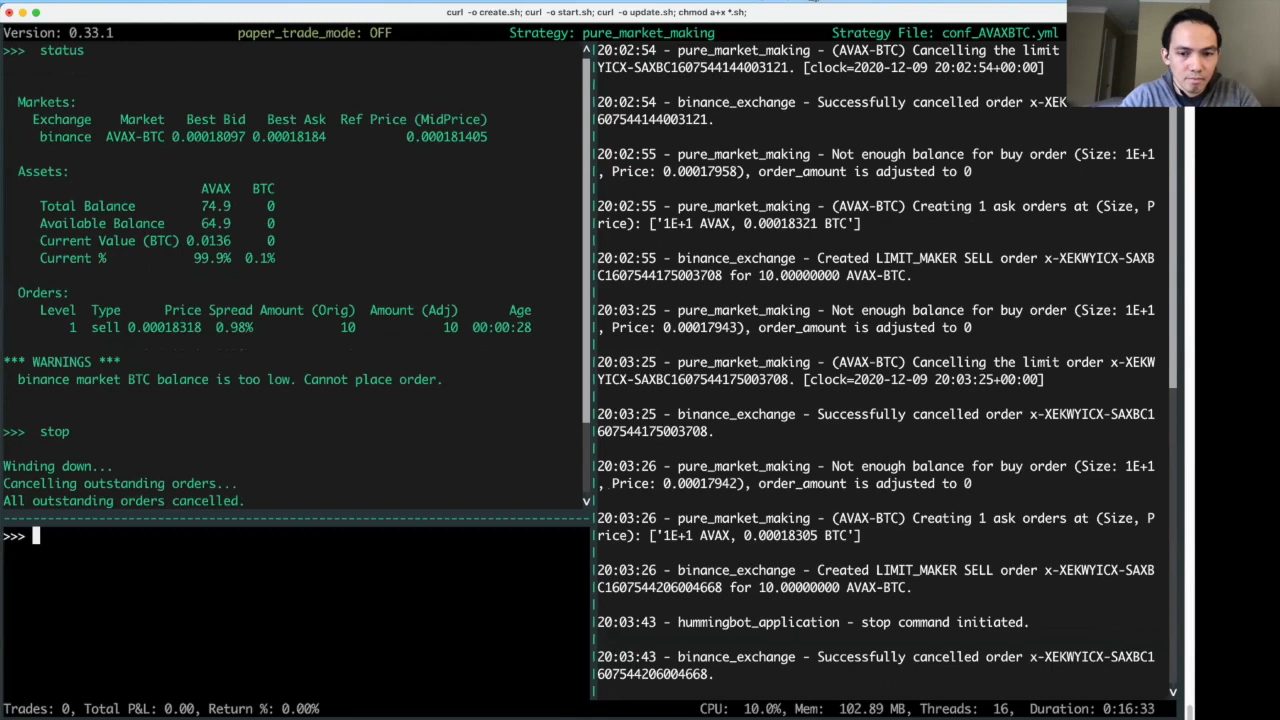 curl -o create.sh; curl -o start.sh; curl -o update.sh; chmod a+x *.sh;
Version: 0.33.1 paper_trade_mode: OFF Strategy: pure_market_making Strategy File: conf_AVAXBTC.yml
>>> status
Markets:
Exchange Market Best Bid Best Ask Ref Price (MidPrice)
binance AVAX-BTC 0.00018097 0.00018184 0.000181405
Assets:
AVAX BTC
Total Balance 74.9 0
Available Balance 64.9 0
Current Value (BTC) 0.0136 0
Current % 99.9% 0.1%
Orders:
Level Type Price Spread Amount (Orig) Amount (Adj) Age
1 sell 0.00018318 0.98% 10 10 00:00:28
*** WARNINGS ***
binance market BTC balance is too low. Cannot place order.
>>> stop
Winding down...
Cancelling outstanding orders...
All outstanding orders cancelled.
>>>
20:02:54 - pure_market_making - (AVAX-BTC) Cancelling the limit
YICX-SAXBC1607544144003121. [clock=2020-12-09 20:02:54+00:00]
20:02:54 - binance_exchange - Successfully cancelled order x-XEK
607544144003121.
20:02:55 - pure_market_making - Not enough balance for buy order (Size: 1E+1
, Price: 0.00017958), order_amount is adjusted to 0
20:02:55 - pure_market_making - (AVAX-BTC) Creating 1 ask orders at (Size, P
rice): ['1E+1 AVAX, 0.00018321 BTC']
20:02:55 - binance_exchange - Created LIMIT_MAKER SELL order x-XEKWYICX-SAXB
C1607544175003708 for 10.00000000 AVAX-BTC.
20:03:25 - pure_market_making - Not enough balance for buy order (Size: 1E+1
, Price: 0.00017943), order_amount is adjusted to 0
20:03:25 - pure_market_making - (AVAX-BTC) Cancelling the limit order x-XEKW
YICX-SAXBC1607544175003708. [clock=2020-12-09 20:03:25+00:00]
20:03:25 - binance_exchange - Successfully cancelled order x-XEKWYICX-SAXBC1
607544175003708.
20:03:26 - pure_market_making - Not enough balance for buy order (Size: 1E+1
, Price: 0.00017942), order_amount is adjusted to 0
20:03:26 - pure_market_making - (AVAX-BTC) Creating 1 ask orders at (Size, P
rice): ['1E+1 AVAX, 0.00018305 BTC']
20:03:26 - binance_exchange - Created LIMIT_MAKER SELL order x-XEKWYICX-SAXB
C1607544206004668 for 10.00000000 AVAX-BTC.
20:03:43 - hummingbot_application - stop command initiated.
20:03:43 - binance_exchange - Successfully cancelled order x-XEKWYICX-SAXBC1
607544206004668.
Trades: 0, Total P&L: 0.00, Return %: 0.00% CPU: 10.0%, Mem: 102.89 MB, Threads: 16, Duration: 0:16:33